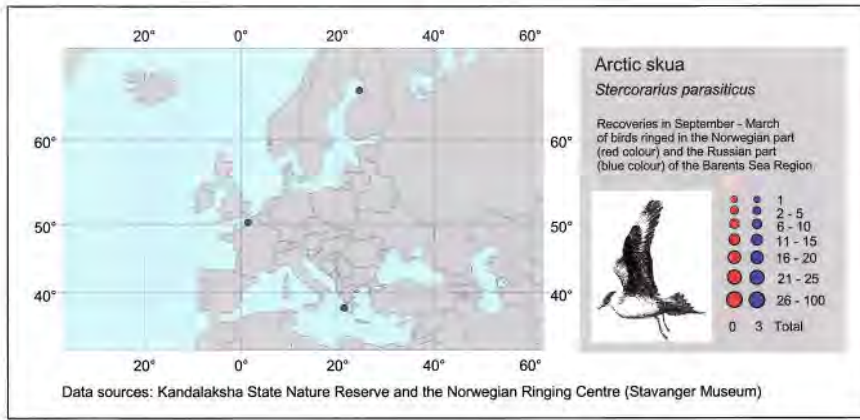 20° 0° 20° 40° 60°
60° 60°
50° 50°
40° 40°
20° 0° 20° 40° 60°
Arctic skua
Stercorarius parasiticus
Recoveries in September - March
of birds ringed in the Norwegian part
(red colour) and the Russian part
(blue colour) of the Barents Sea Region
1
2 - 5
6 - 10
11 - 15
16 - 20
21 - 25
26 - 100
0 3 Total
Data sources: Kandalaksha State Nature Reserve and the Norwegian Ringing Centre (Stavanger Museum)